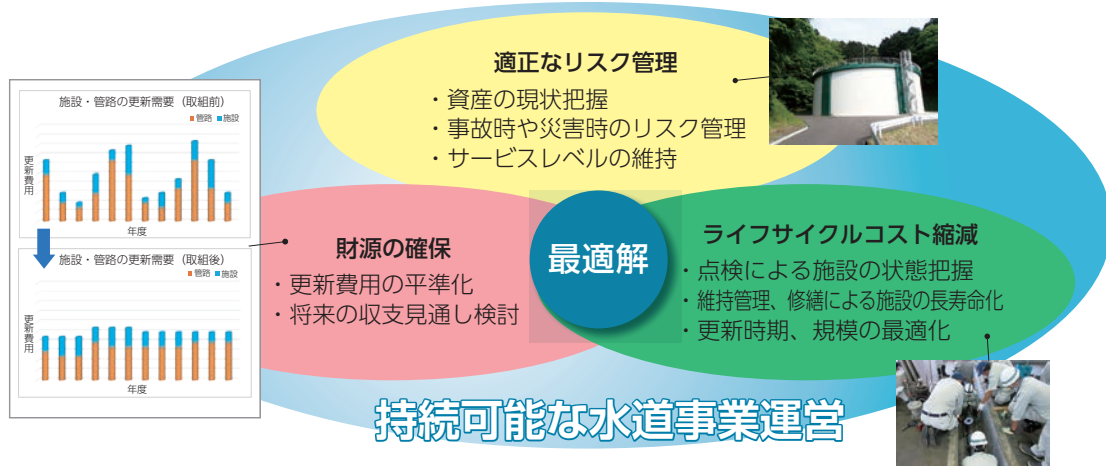 適正なリスク管理
・資産の現状把握
・事故時や災害時のリスク管理
・サービスレベルの維持
施設・管路の更新需要（取組前）
■管路 ■施設
更新費用
年度
施設・管路の更新需要（取組後）
■管路 ■施設
更新費用
年度
財源の確保
・更新費用の平準化
・将来の収支見通し検討
最適解
ライフサイクルコスト縮減
・点検による施設の状態把握
・維持管理、修繕による施設の長寿命化
・更新時期、規模の最適化
持続可能な水道事業運営